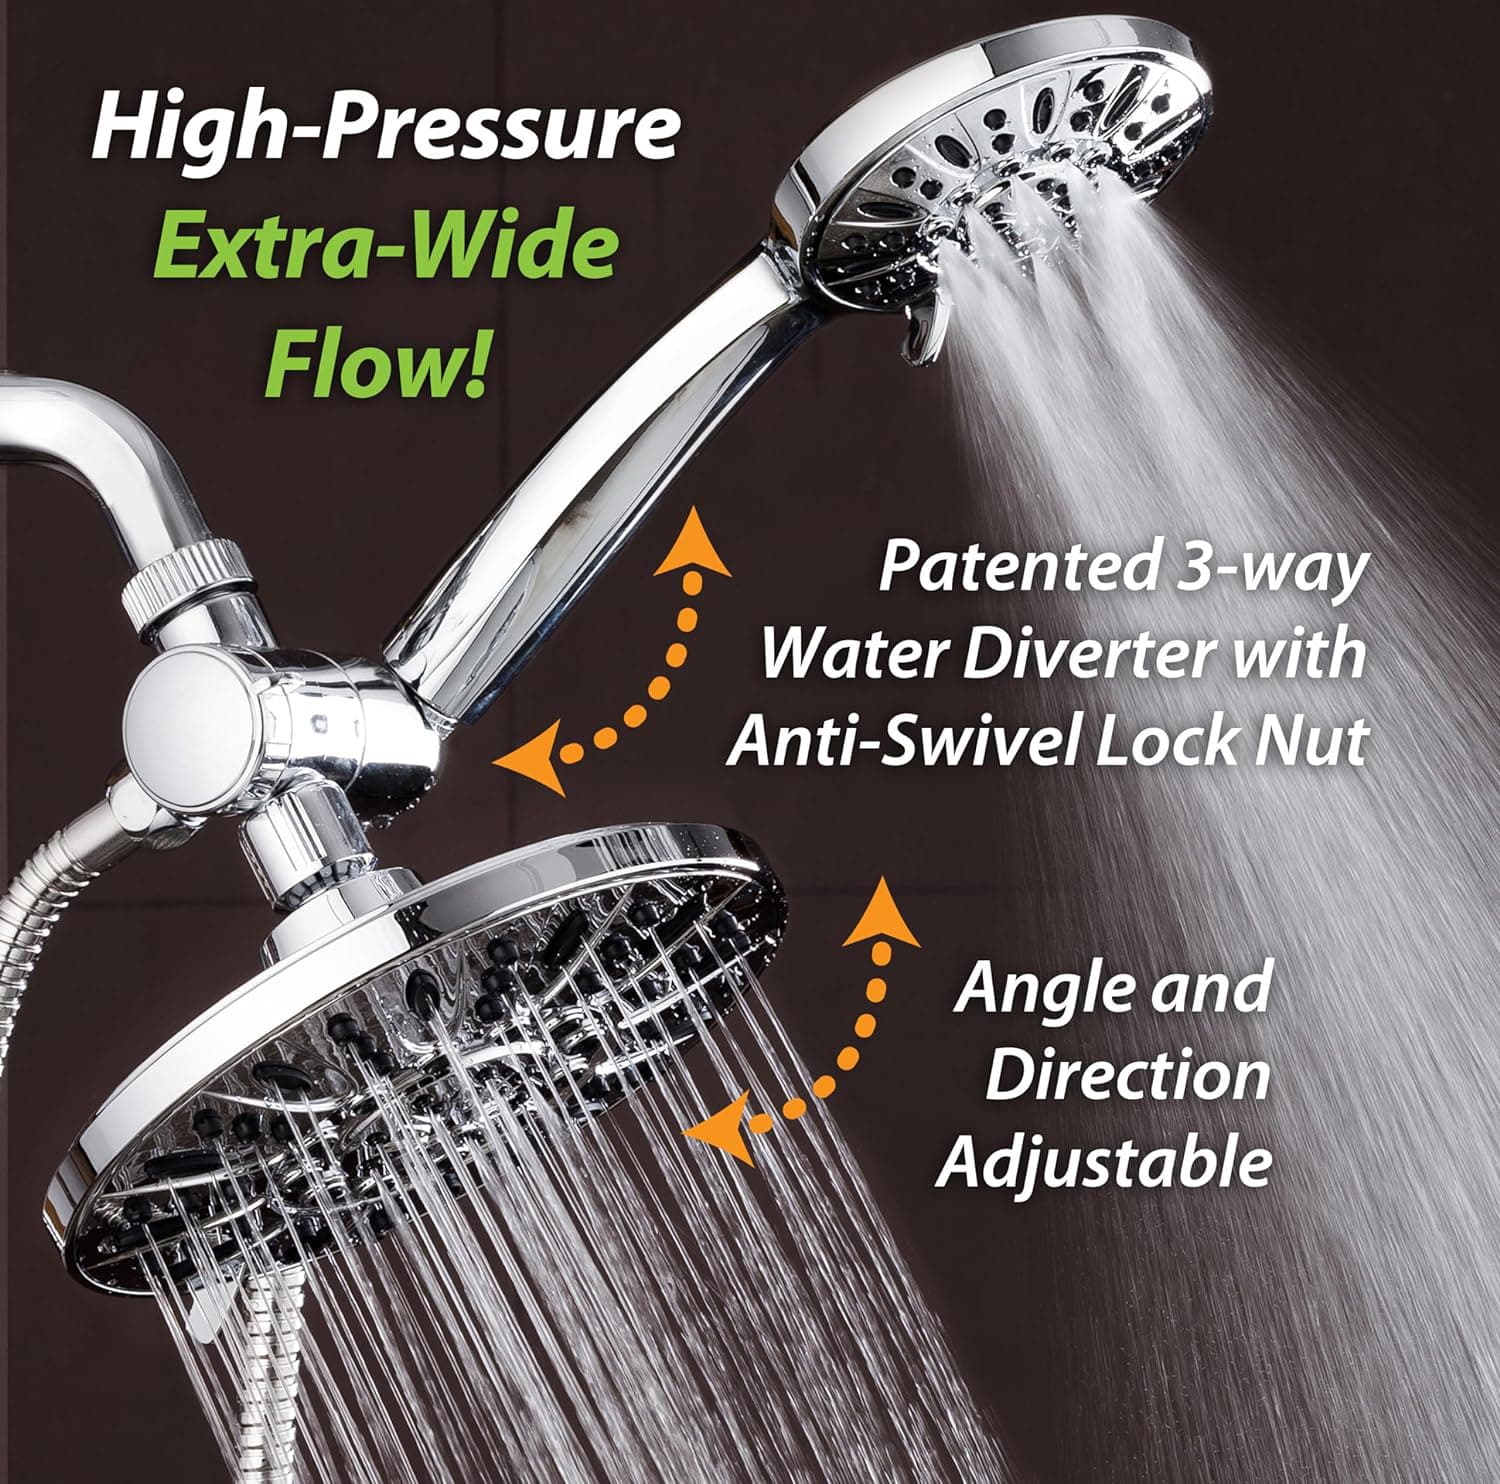 High-Pressure
Extra-Wide
Flow!
Patented 3-way
Water Diverter with
Anti-Swivel Lock Nut
Angle and
Direction
Adjustable